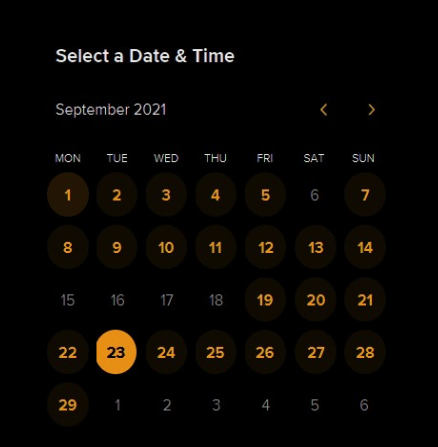 Select a Date & Time
September 2021
MON TUE WED THU FRI SAT SUN
1 2 3 4 5 6 7
8 9 10 11 12 13 14
15 16 17 18 19 20 21
22 23 24 25 26 27 28
29 1 2 3 4 5 6